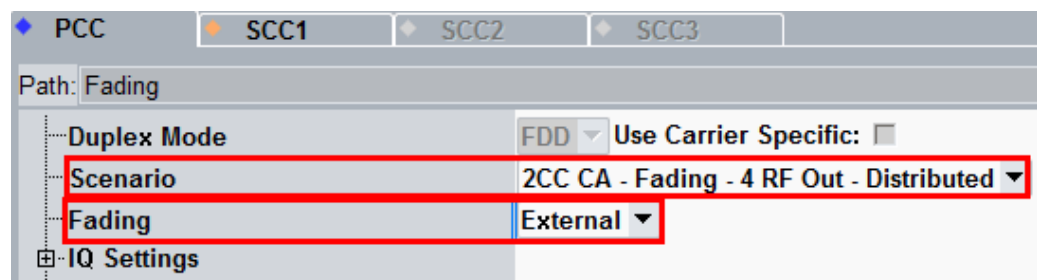 PCC SCC1 SCC2 SCC3
Path: Fading
Duplex Mode FDD Use Carrier Specific:
Scenario 2CC CA - Fading - 4 RF Out - Distributed
Fading External
IQ Settings